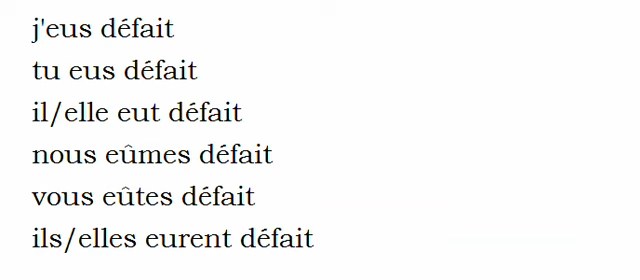 j'eus défait
tu eus défait
il/elle eut défait
nous eûmes défait
vous eûtes défait
ils/elles eurent défait